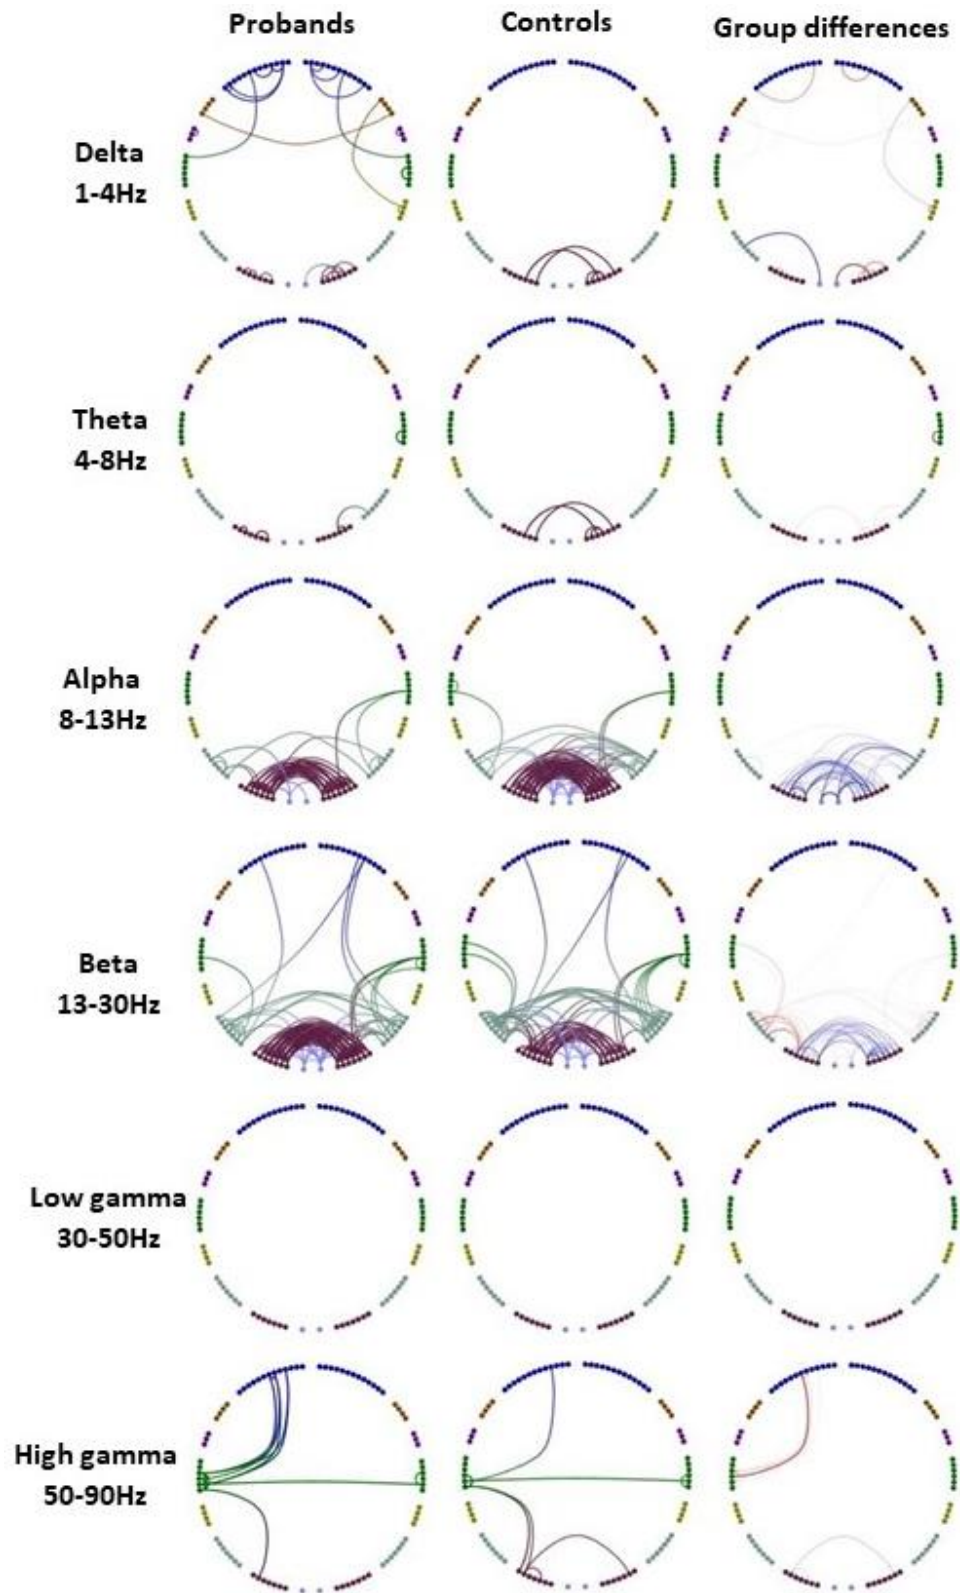 Probands Controls Group differences
Delta
1-4Hz
Theta
4-8Hz
Alpha
8-13Hz
Beta
13-30Hz
Low gamma
30-50Hz
High gamma
50-90Hz